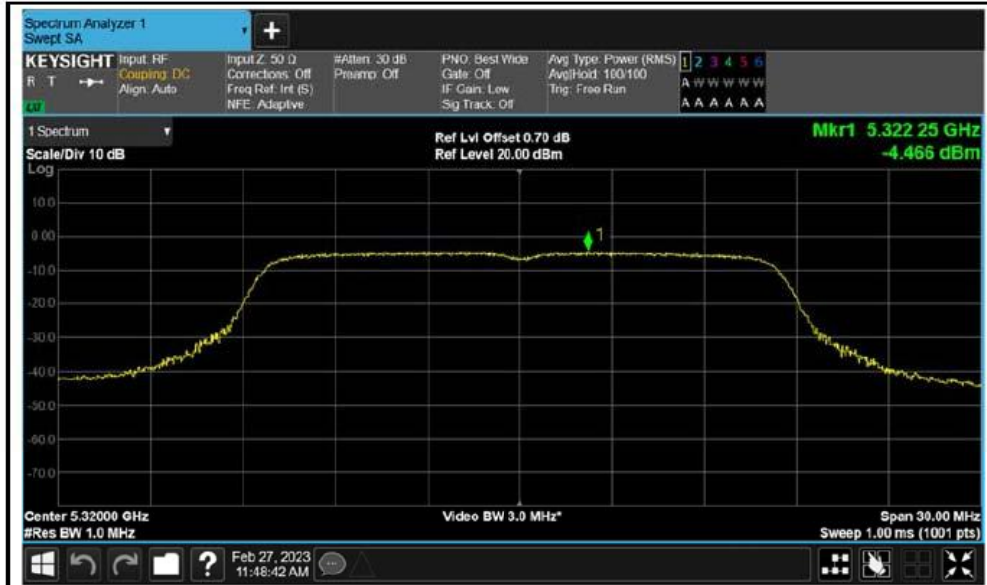 Spectrum Analyzer 1
Swept SA
+
KEYSIGHT
R T
LXI
Input: RF
Coupling: DC
Align: Auto
Input Z: 50 Ω
Corrections: Off
Freq Ref: Int (S)
NFE: Adaptive
#Atten: 30 dB
Preamp: Off
PNO: Best Wide
Gate: Off
IF Gain: Low
Sig Track: Off
Avg Type: Power (RMS)
Avg|Hold: 100/100
Trig: Free Run
1 2 3 4 5 6
A W W W W W
A A A A A A
1 Spectrum
Scale/Div 10 dB
Ref Lvl Offset 0.70 dB
Ref Level 20.00 dBm
Mkr1 5.322 25 GHz
-4.466 dBm
Log
10.0
0.00
-10.0
-20.0
-30.0
-40.0
-50.0
-60.0
-70.0
1
Center 5.32000 GHz
#Res BW 1.0 MHz
Video BW 3.0 MHz*
Span 30.00 MHz
Sweep 1.00 ms (1001 pts)
?
Feb 27, 2023
11:48:42 AM